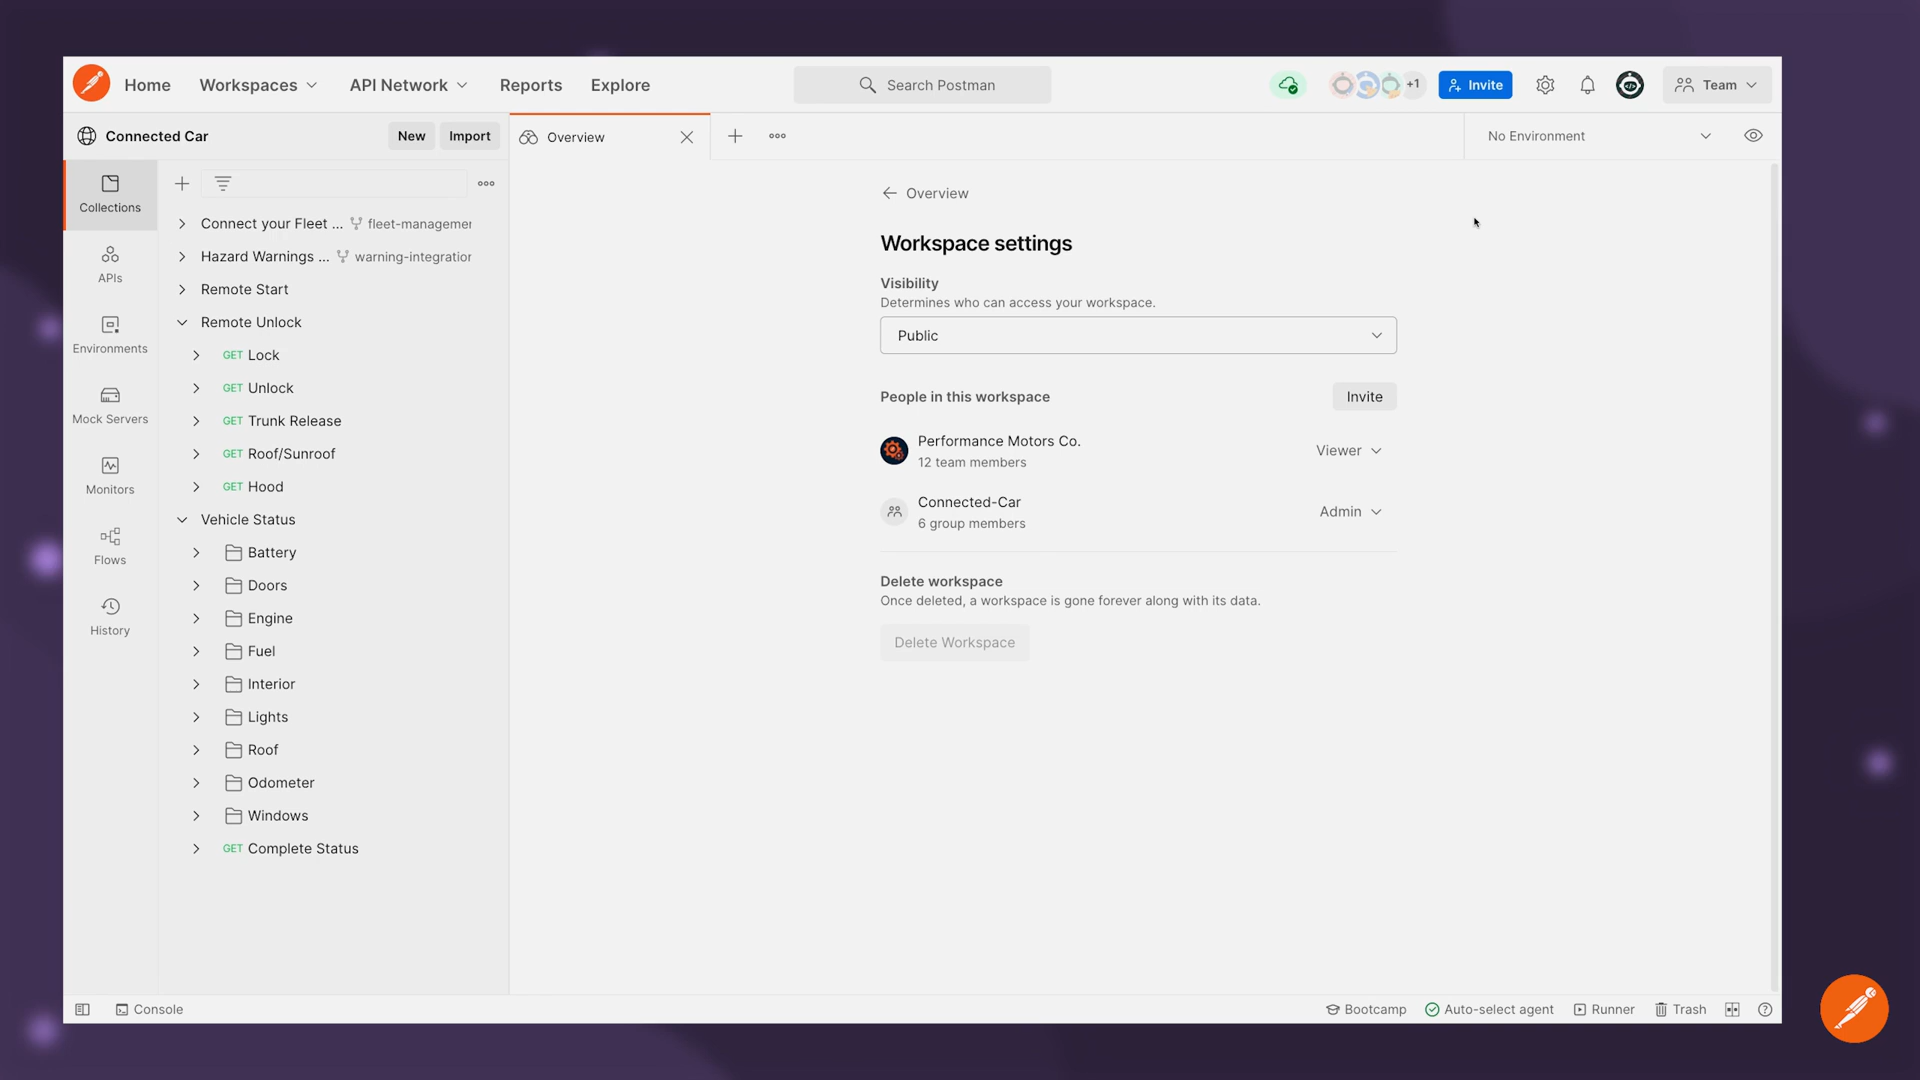 Home
Workspaces
API Network
Reports
Explore
Search Postman
+1
Invite
Team
Connected Car
New
Import
Overview
No Environment
Collections
APIs
Environments
Mock Servers
Monitors
Flows
History
Connect your Fleet ... fleet-managemen
Hazard Warnings ... warning-integration
Remote Start
Remote Unlock
GET Lock
GET Unlock
GET Trunk Release
GET Roof/Sunroof
GET Hood
Vehicle Status
Battery
Doors
Engine
Fuel
Interior
Lights
Roof
Odometer
Windows
GET Complete Status
Overview
Workspace settings
Visibility
Determines who can access your workspace.
Public
People in this workspace
Invite
Performance Motors Co.
12 team members
Viewer
Connected-Car
6 group members
Admin
Delete workspace
Once deleted, a workspace is gone forever along with its data.
Delete Workspace
Console
Bootcamp
Auto-select agent
Runner
Trash